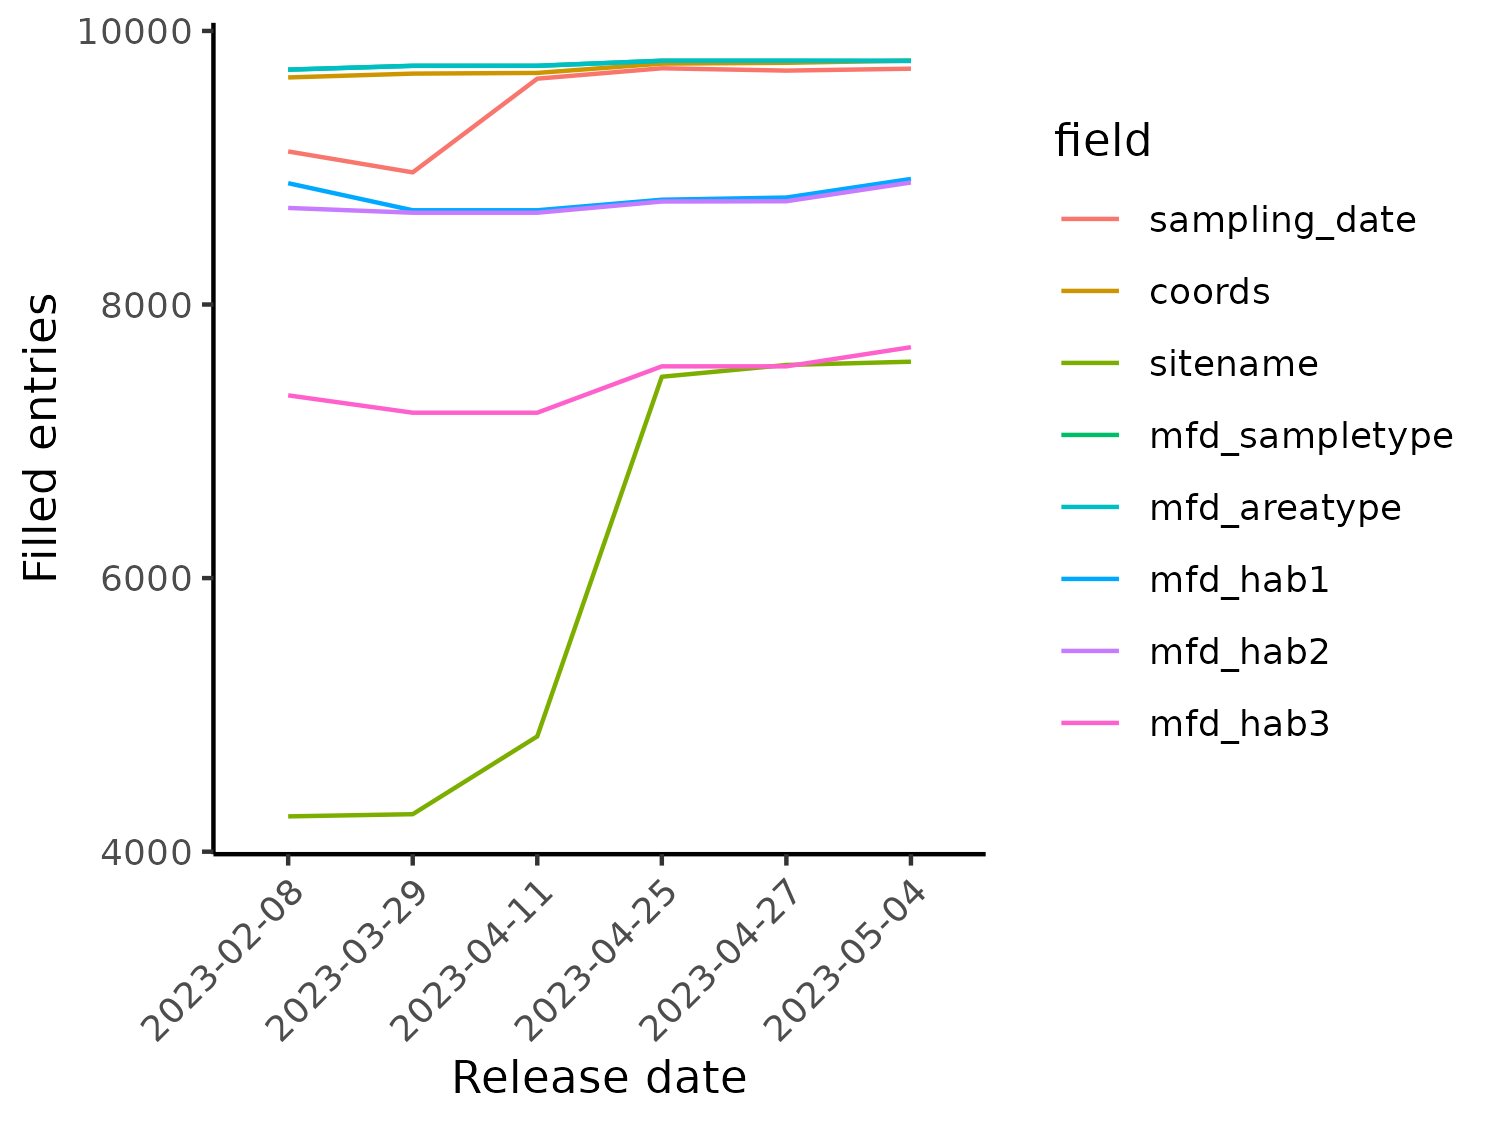 10000
8000
6000
4000
Filled entries
2023-02-08
2023-03-29
2023-04-11
2023-04-25
2023-04-27
2023-05-04
Release date
field
sampling_date
coords
sitename
mfd_sampletype
mfd_areatype
mfd_hab1
mfd_hab2
mfd_hab3